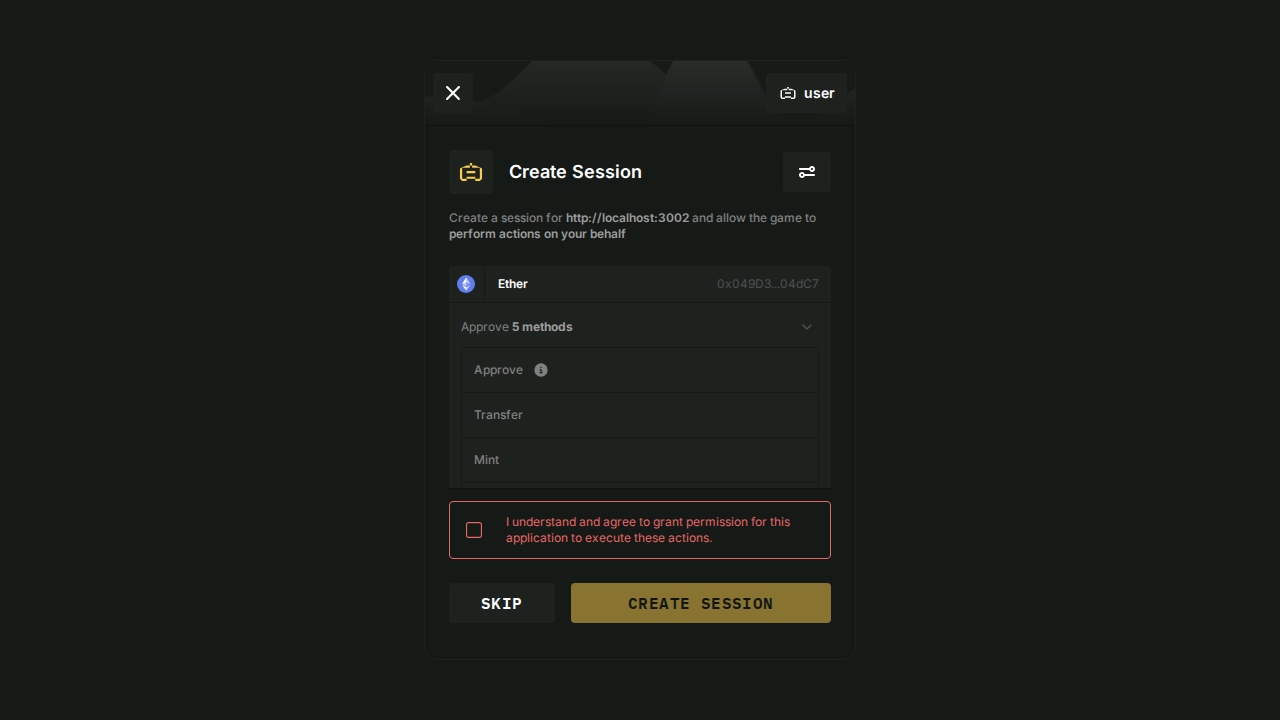 user
Create Session
Create a session for http://localhost:3002 and allow the game to
perform actions on your behalf
Ether 0x049D3...04dC7
Approve 5 methods
Approve
Transfer
Mint
I understand and agree to grant permission for this
application to execute these actions.
SKIP CREATE SESSION